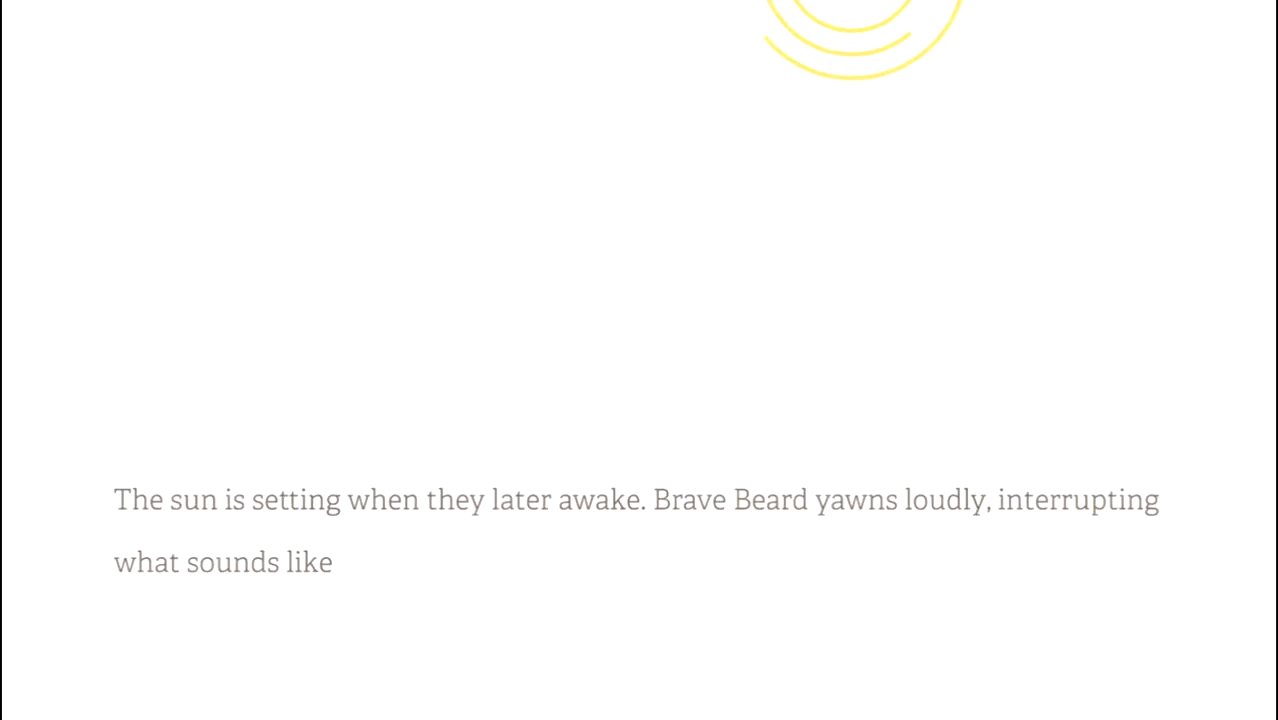 The sun is setting when they later awake. Brave Beard yawns loudly, interrupting
what sounds like